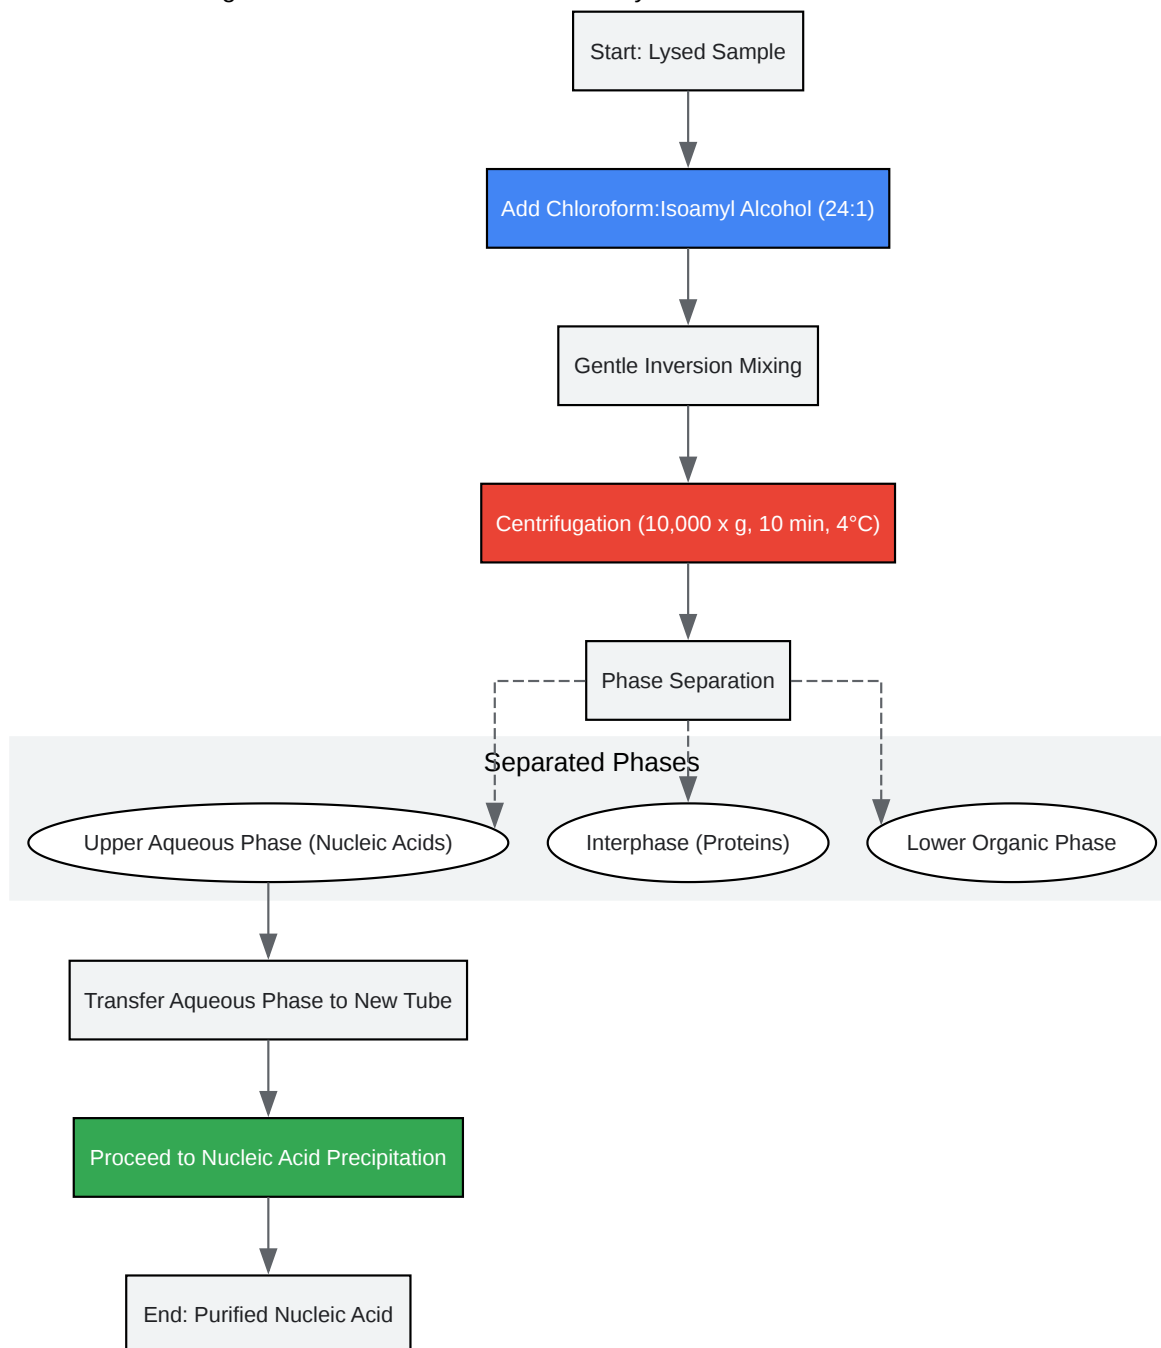 Start: Lysed Sample
Add Chloroform:Isoamyl Alcohol (24:1)
Gentle Inversion Mixing
Centrifugation (10,000 x g, 10 min, 4°C)
Phase Separation
Separated Phases
Upper Aqueous Phase (Nucleic Acids)
Interphase (Proteins)
Lower Organic Phase
Transfer Aqueous Phase to New Tube
Proceed to Nucleic Acid Precipitation
End: Purified Nucleic Acid